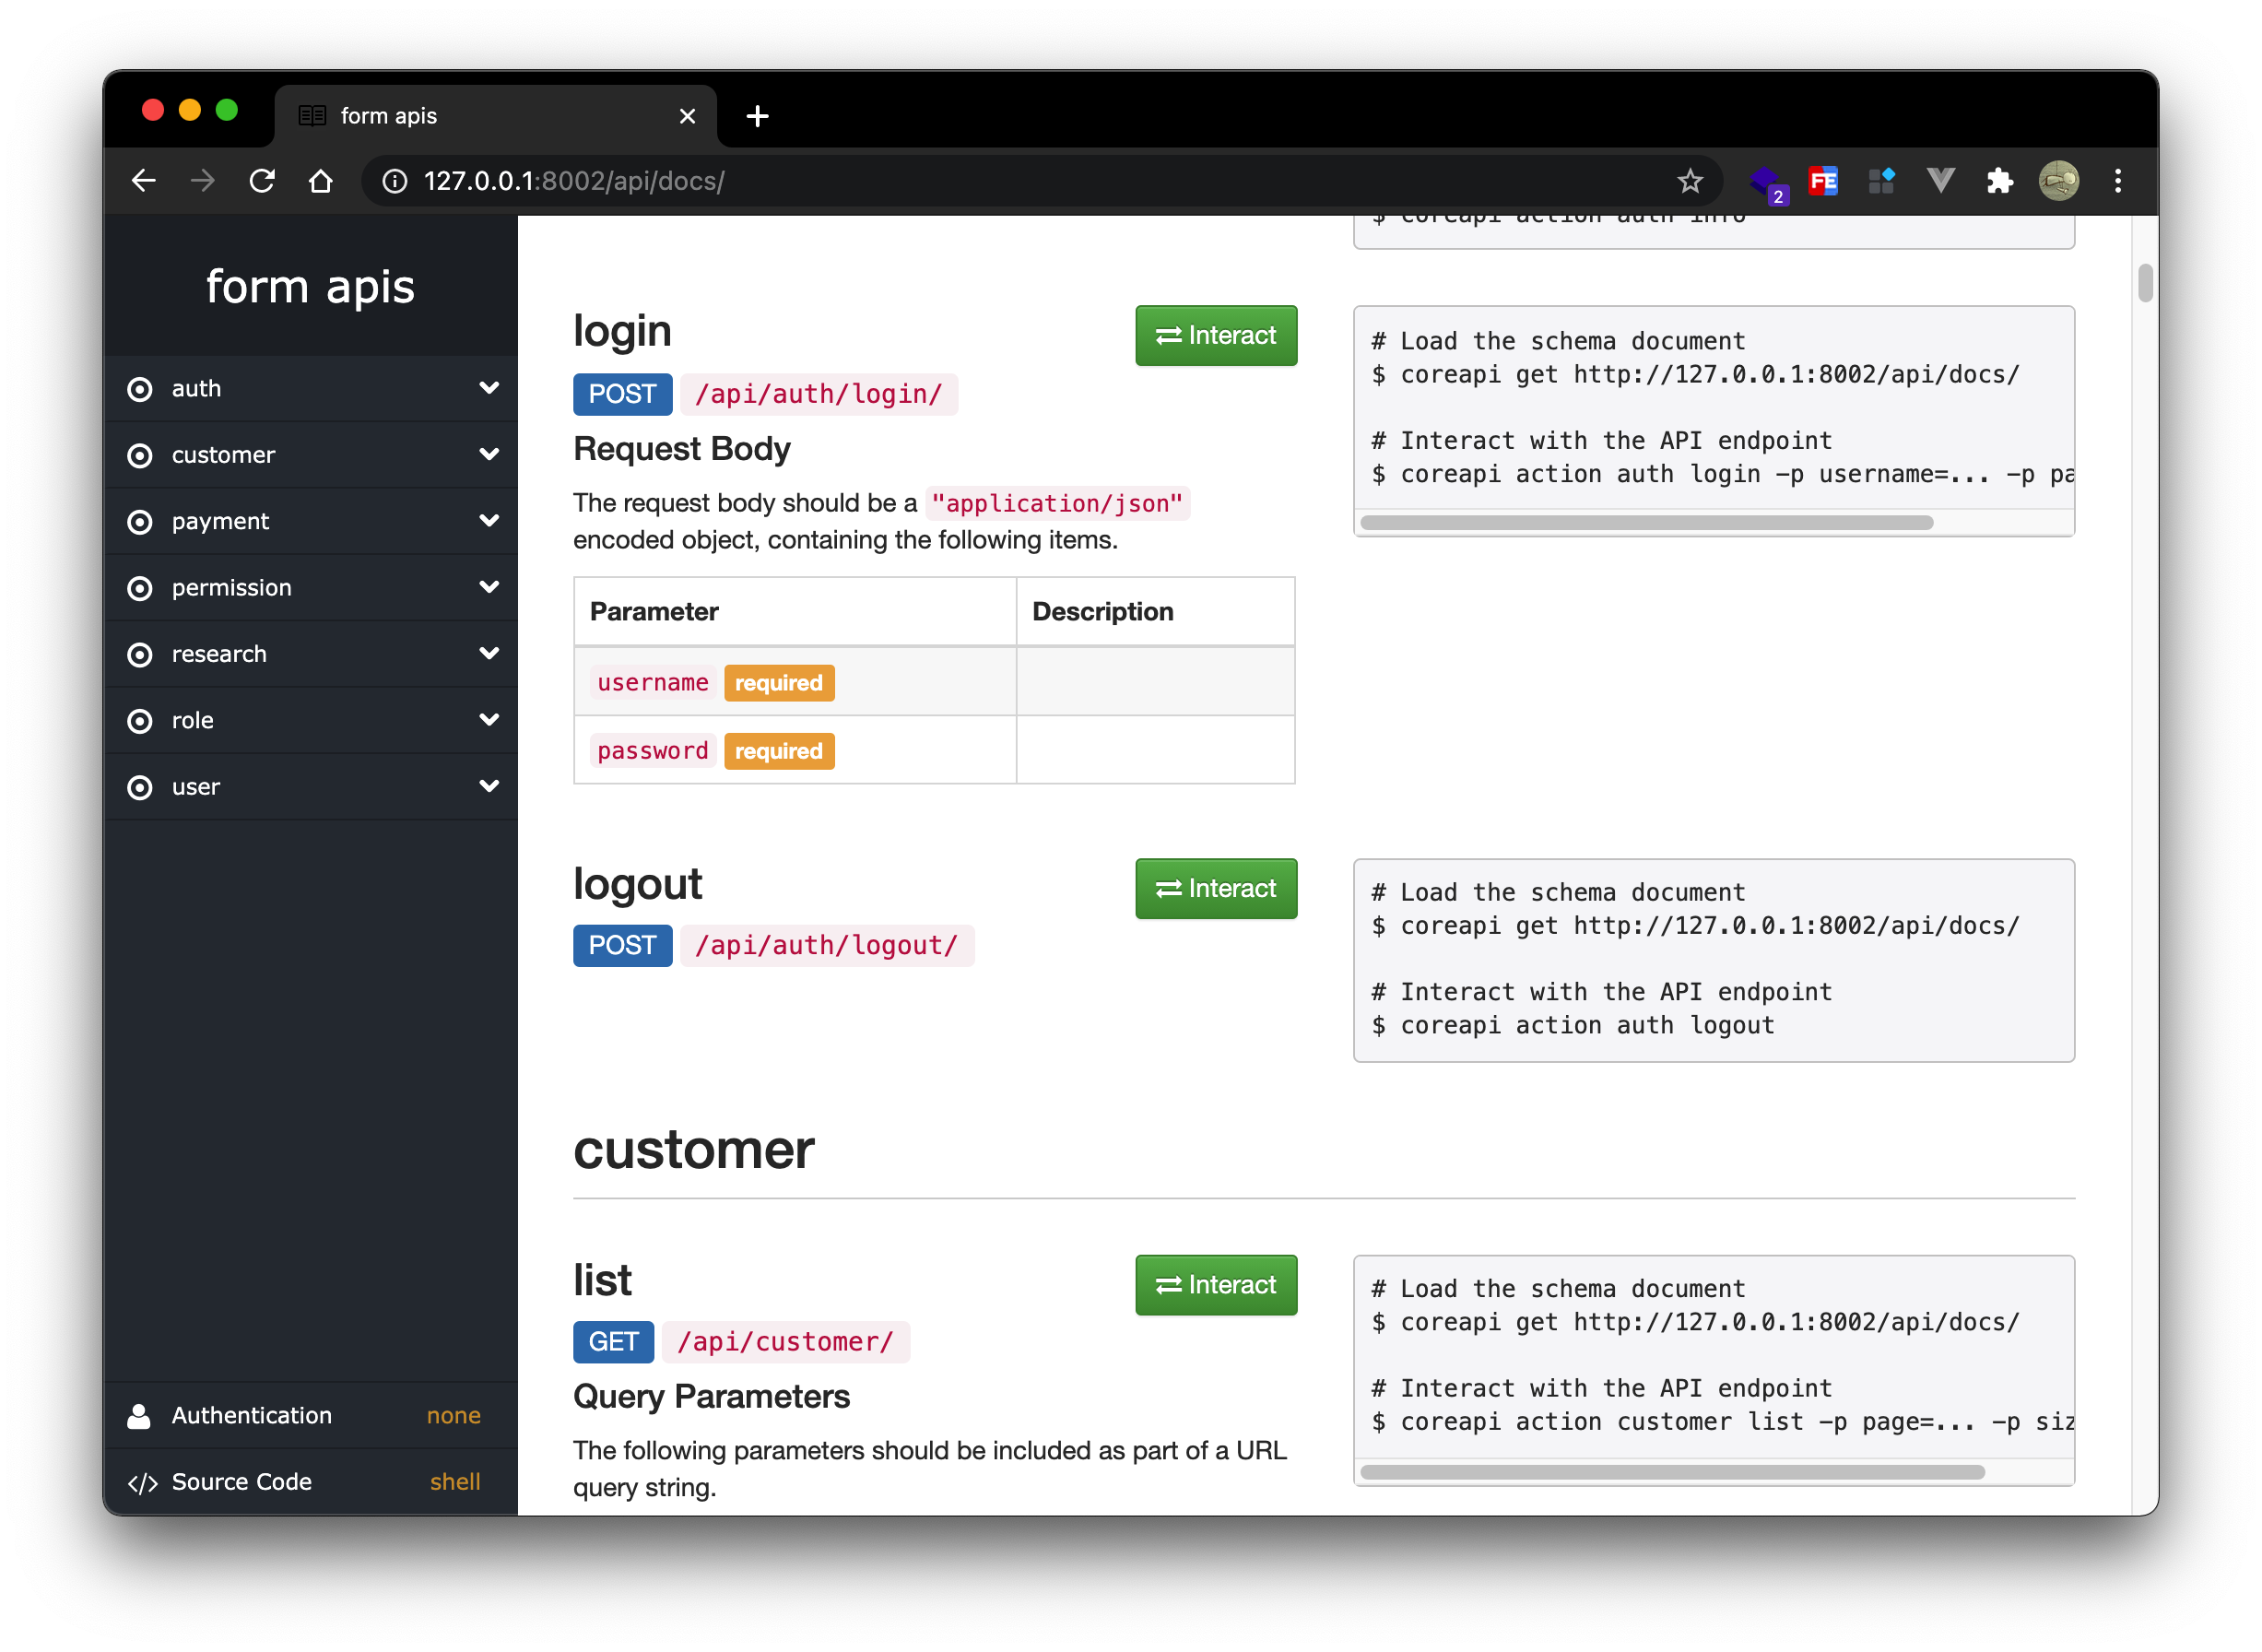 form apis
127.0.0.1:8002/api/docs/
2
FE
form apis
auth
customer
payment
permission
research
role
user
Authentication none
Source Code shell
$ coreapi action auth info
login
Interact
POST /api/auth/login/
Request Body
The request body should be a "application/json"
encoded object, containing the following items.
Parameter Description
username required
password required
# Load the schema document
$ coreapi get http://127.0.0.1:8002/api/docs/
# Interact with the API endpoint
$ coreapi action auth login -p username=... -p pa
logout
Interact
POST /api/auth/logout/
# Load the schema document
$ coreapi get http://127.0.0.1:8002/api/docs/
# Interact with the API endpoint
$ coreapi action auth logout
customer
list
Interact
GET /api/customer/
Query Parameters
The following parameters should be included as part of a URL
query string.
# Load the schema document
$ coreapi get http://127.0.0.1:8002/api/docs/
# Interact with the API endpoint
$ coreapi action customer list -p page=... -p siz